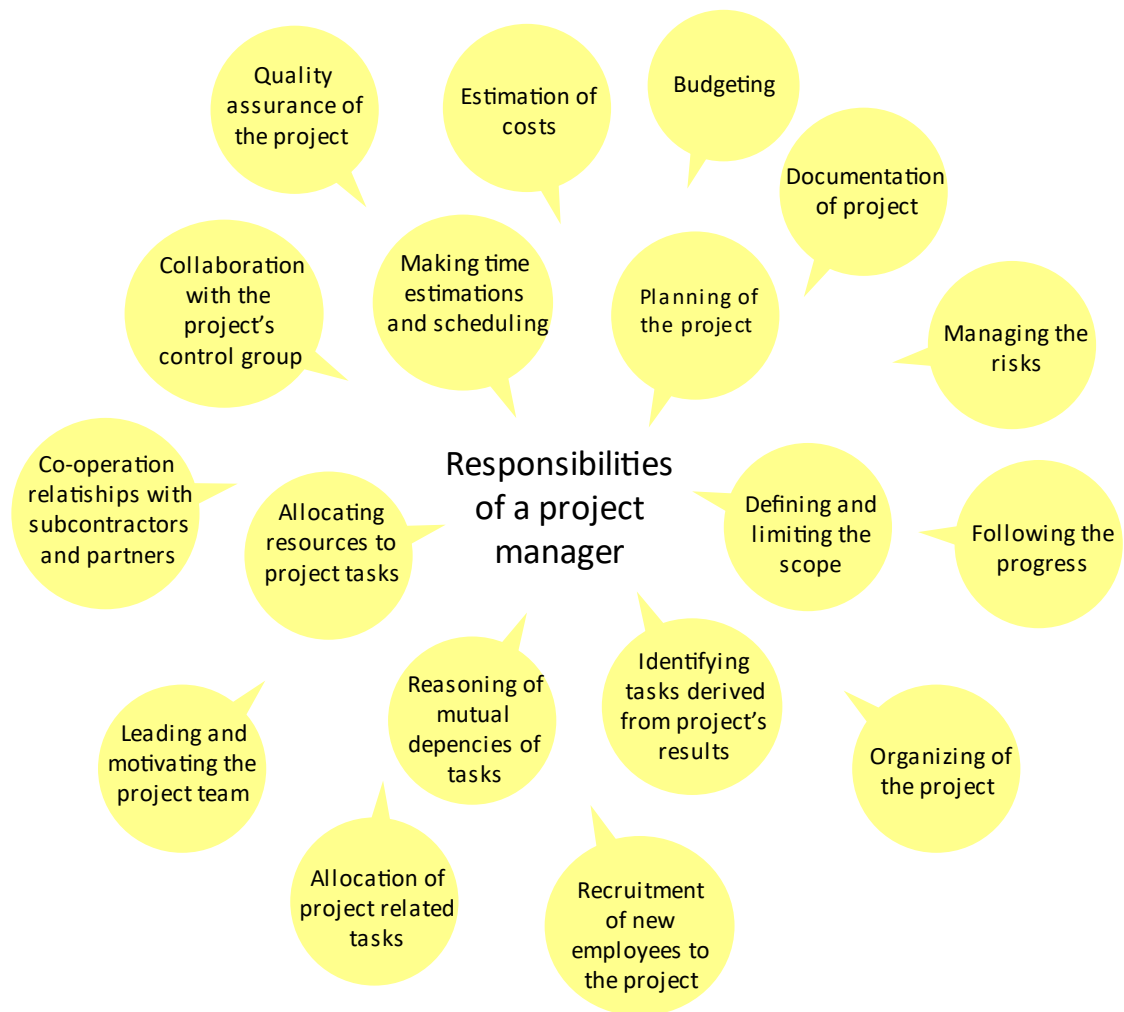 Quality
assurance of
the project
Estimation of
costs
Budgeting
Documentation
of project
Collaboration
with the
project’s
control group
Making time
estimations
and scheduling
Planning of
the project
Managing the
risks
Co-operation
relatiships with
subcontractors
and partners
Allocating
resources to
project tasks
Responsibilities
of a project
manager
Defining and
limiting the
scope
Following the
progress
Leading and
motivating the
project team
Reasoning of
mutual
depencies of
tasks
Identifying
tasks derived
from project’s
results
Organizing of
the project
Allocation of
project related
tasks
Recruitment
of new
employees to
the project